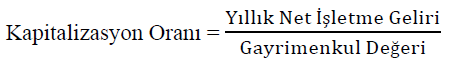 Kapitalizasyon Oranı = Yıllık Net İşletme Geliri
Gayrimenkul Değeri